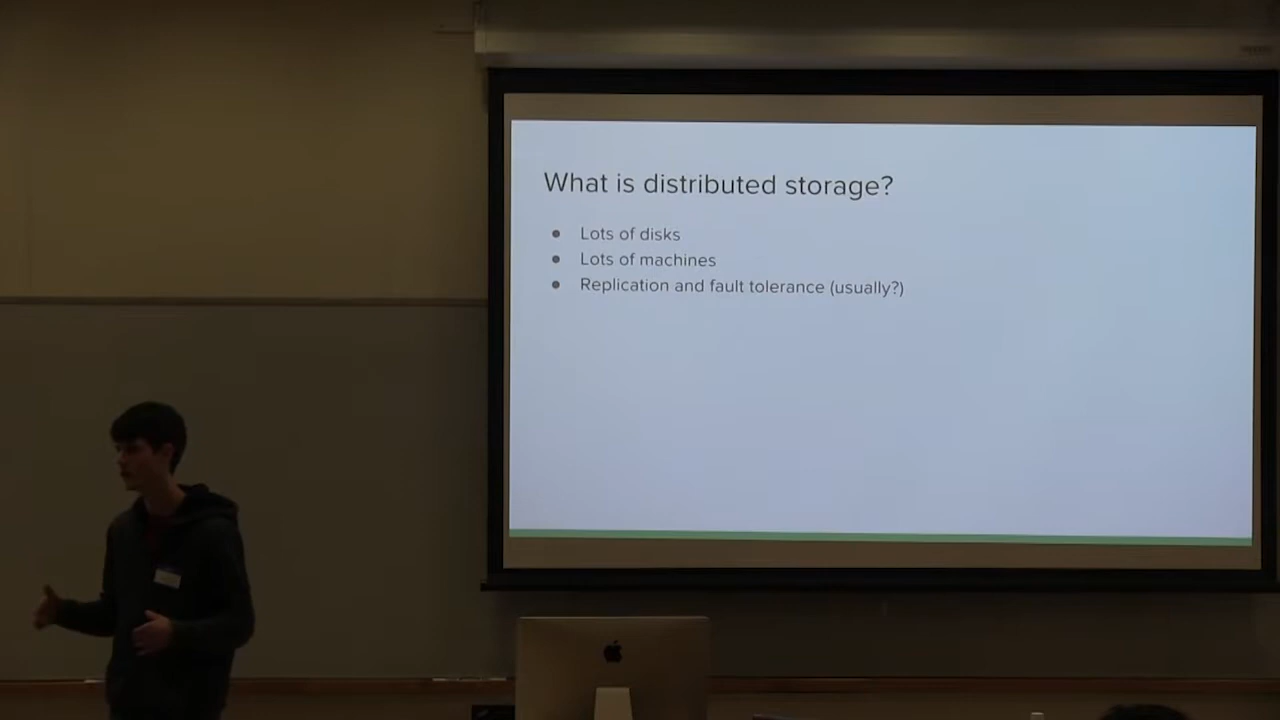 What is distributed storage?
● Lots of disks
● Lots of machines
● Replication and fault tolerance (usually?)